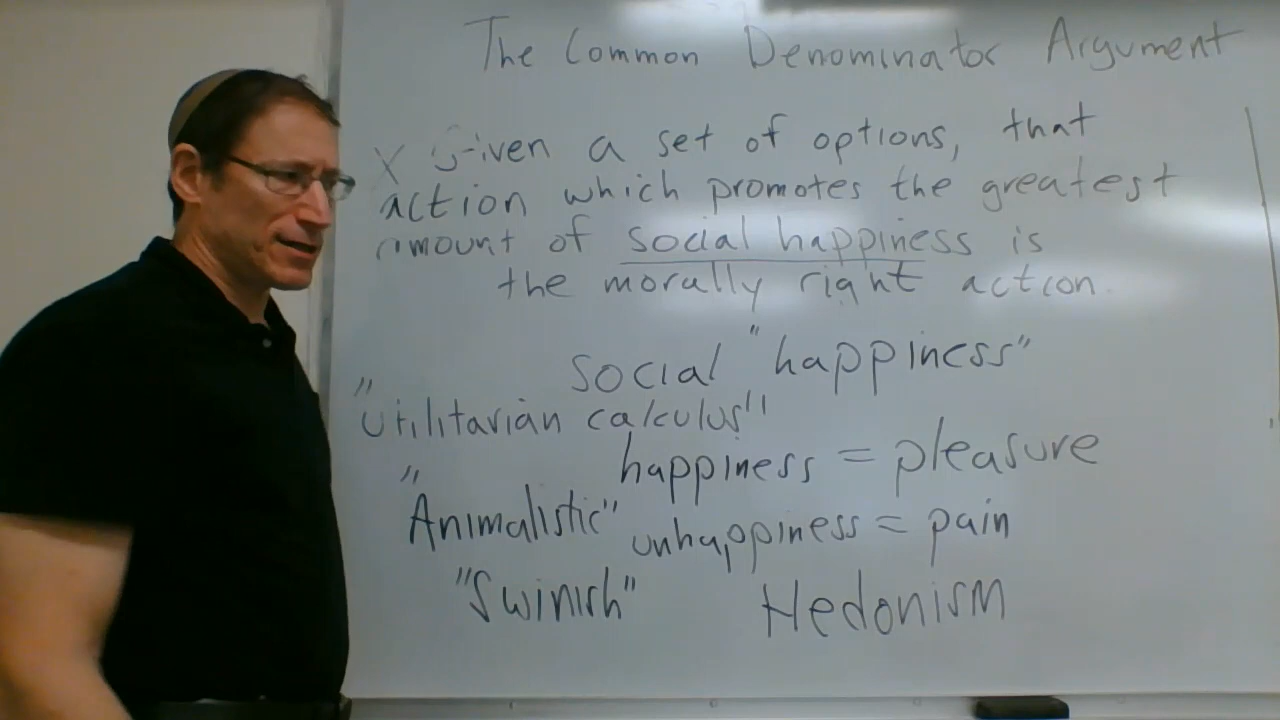 The Common Denominator Argument
X Given a set of options, that
action which promotes the greatest
amount of social happiness is
the morally right action.
social "happiness"
"Utilitarian calculus"
happiness = pleasure
"Animalistic"
unhappiness = pain
"Swinish"
Hedonism